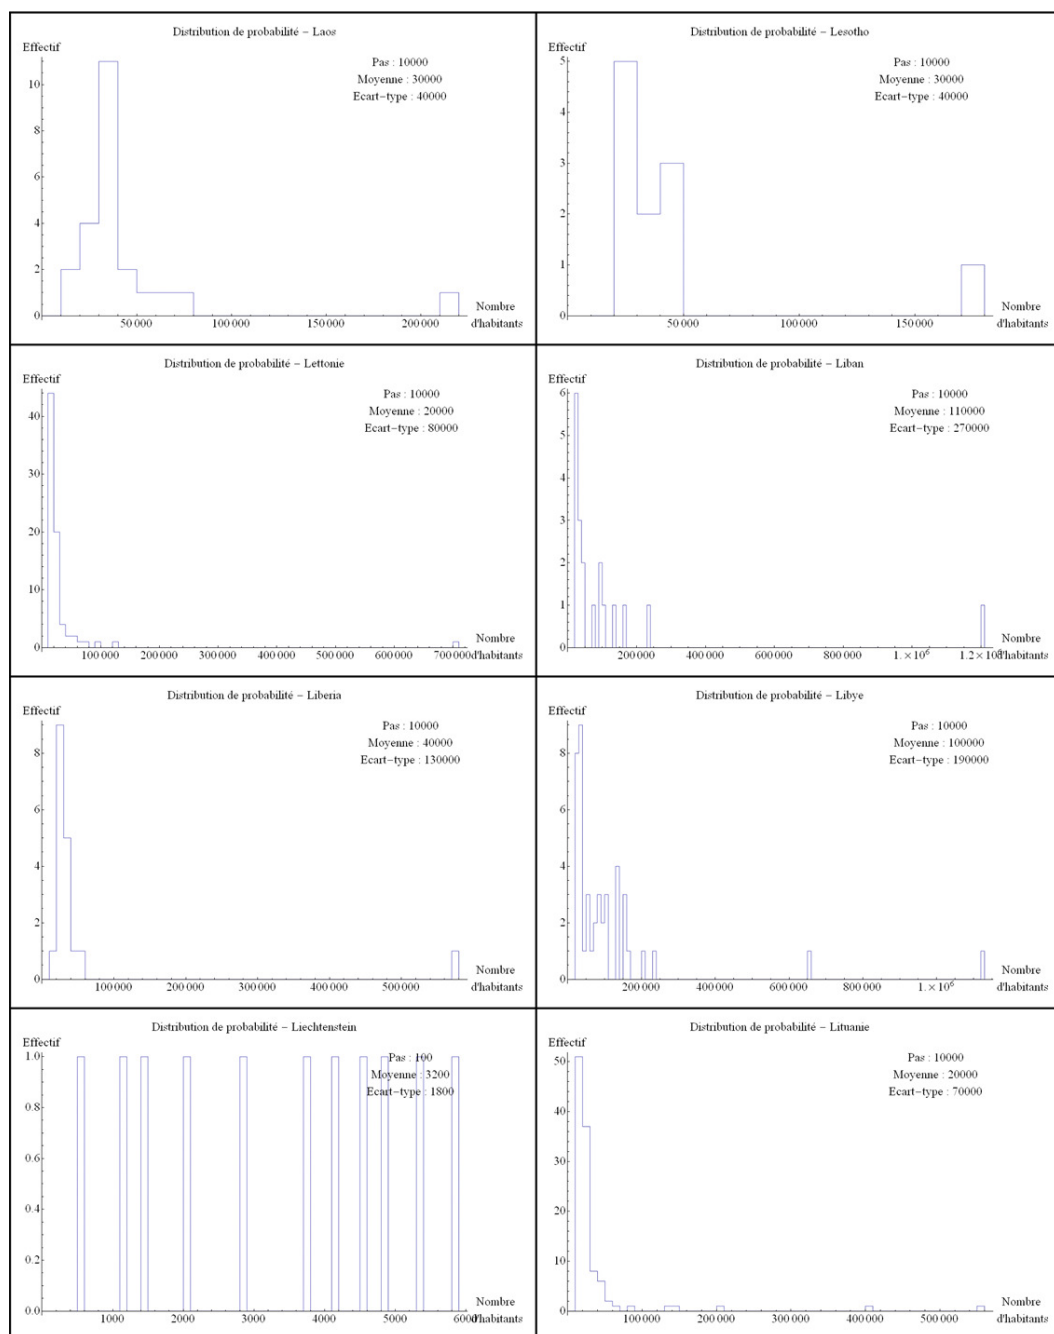 Distribution de probabilité − Laos
Effectif
Pas : 10000
Moyenne : 30000
Ecart−type : 40000
10
8
6
4
2
0
50 000 100 000 150 000 200 000
Nombre
d'habitants
Distribution de probabilité − Lesotho
Effectif
Pas : 10000
Moyenne : 30000
Ecart−type : 40000
5
4
3
2
1
0
50 000 100 000 150 000
Nombre
d'habitants
Distribution de probabilité − Lettonie
Effectif
Pas : 10000
Moyenne : 20000
Ecart−type : 80000
40
30
20
10
0
100 000 200 000 300 000 400 000 500 000 600 000 700 000
Nombre
d'habitants
Distribution de probabilité − Liban
Effectif
Pas : 10000
Moyenne : 110000
Ecart−type : 270000
6
5
4
3
2
1
0
200 000 400 000 600 000 800 000 1.×10⁶ 1.2×10⁶
Nombre
d'habitants
Distribution de probabilité − Liberia
Effectif
Pas : 10000
Moyenne : 40000
Ecart−type : 130000
8
6
4
2
0
100 000 200 000 300 000 400 000 500 000
Nombre
d'habitants
Distribution de probabilité − Libye
Effectif
Pas : 10000
Moyenne : 100000
Ecart−type : 190000
8
6
4
2
0
200 000 400 000 600 000 800 000 1.×10⁶
Nombre
d'habitants
Distribution de probabilité − Liechtenstein
Effectif
Pas : 100
Moyenne : 3200
Ecart−type : 1800
1.0
0.8
0.6
0.4
0.2
0.0
1000 2000 3000 4000 5000 6000
Nombre
d'habitants
Distribution de probabilité − Lituanie
Effectif
Pas : 10000
Moyenne : 20000
Ecart−type : 70000
50
40
30
20
10
0
100 000 200 000 300 000 400 000 500 000
Nombre
d'habitants